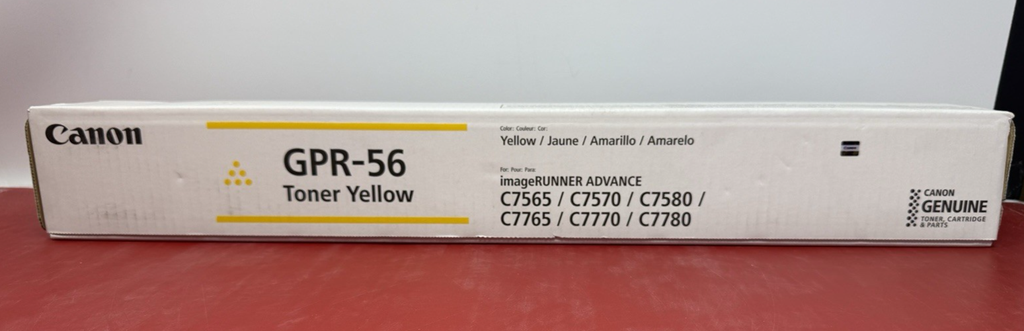 Canon
GPR-56
Toner Yellow
Color: Couleur: Cor:
Yellow / Jaune / Amarillo / Amarelo
For: Pour: Para:
imageRUNNER ADVANCE
C7565 / C7570 / C7580 /
C7765 / C7770 / C7780
CANON
GENUINE
TONER, CARTRIDGE
& PARTS